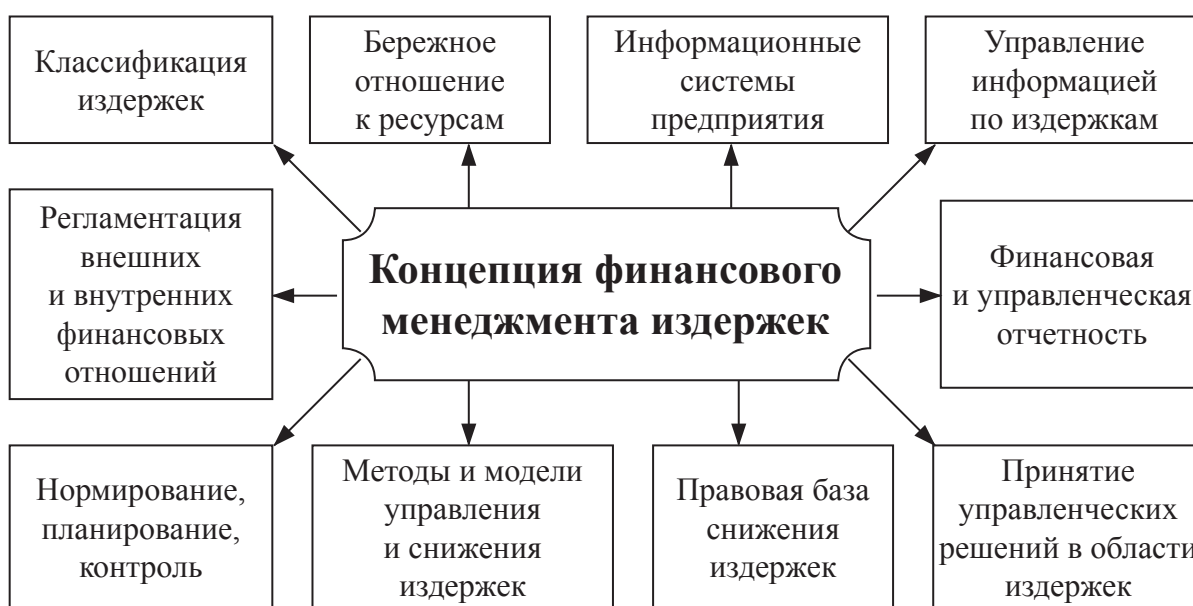 Классификация
издержек
Бережное
отношение
к ресурсам
Информационные
системы
предприятия
Управление
информацией
по издержкам
Регламентация
внешних
и внутренних
финансовых
отношений
Концепция финансового
менеджмента издержек
Финансовая
и управленческая
отчетность
Нормирование,
планирование,
контроль
Методы и модели
управления
и снижения
издержек
Правовая база
снижения
издержек
Принятие
управленческих
решений в области
издержек